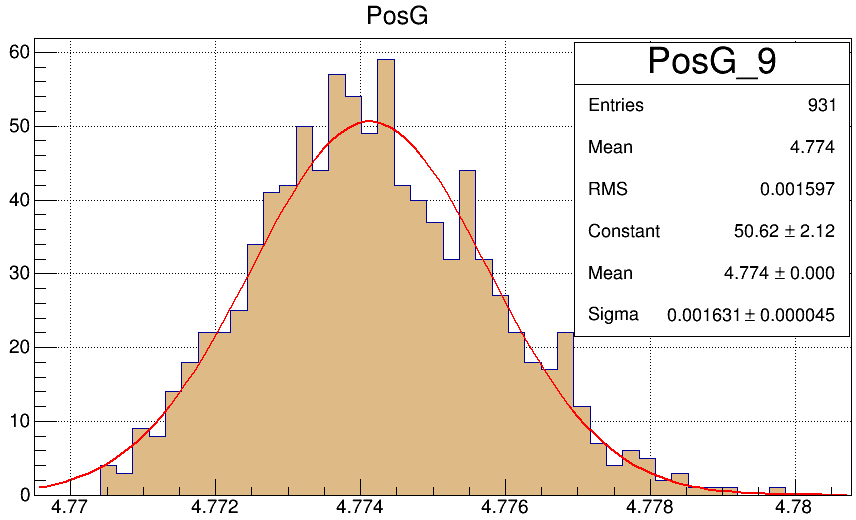 PosG
PosG_9
Entries 931
Mean 4.774
RMS 0.001597
Constant 50.62 ± 2.12
Mean 4.774 ± 0.000
Sigma 0.001631 ± 0.000045
60
50
40
30
20
10
0
4.77 4.772 4.774 4.776 4.778 4.78